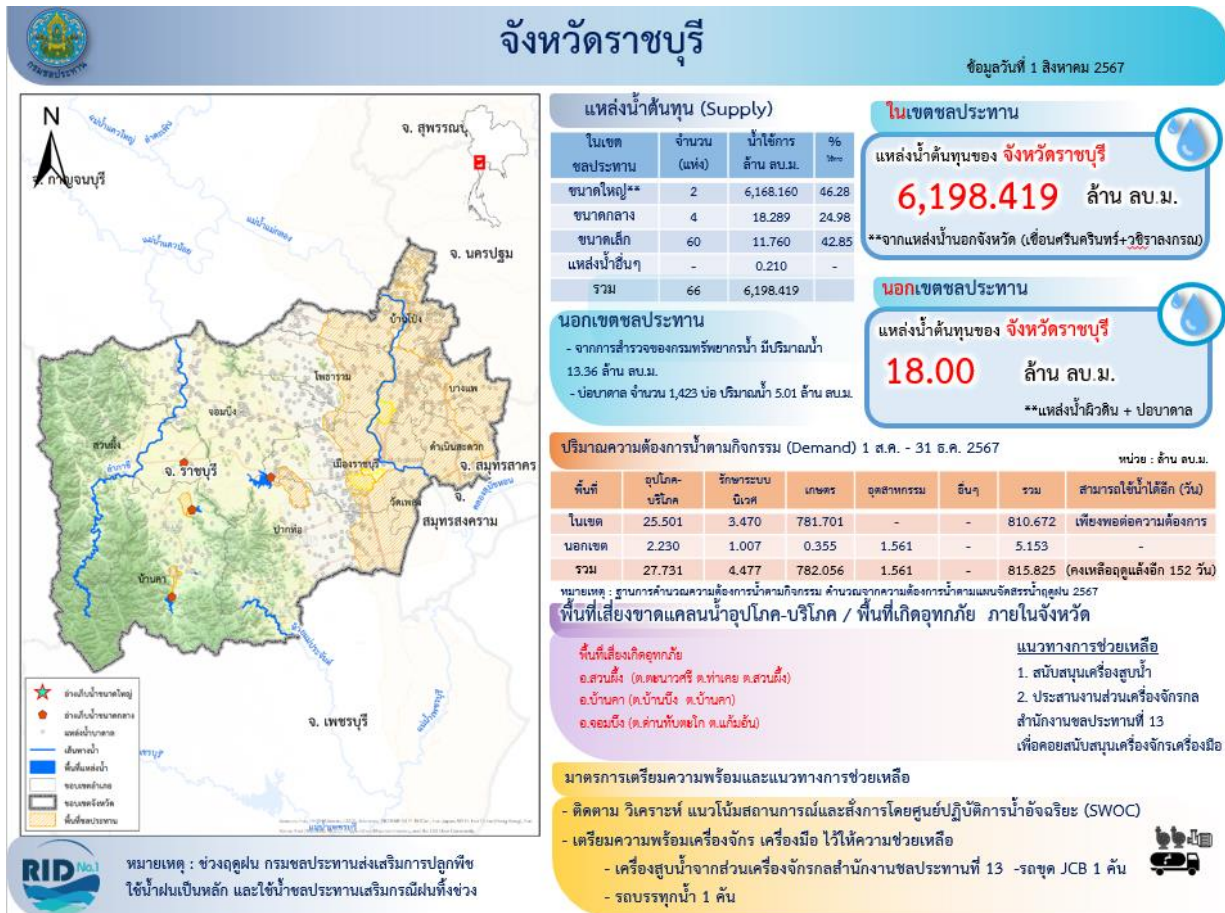 จังหวัดราชบุรี
ข้อมูลวันที่ 1 สิงหาคม 2567
กรมชลประทาน
N
จ. สุพรรณบุ
จ. กาญจนบุรี
แม่น้ำแควใหญ่
ลำตะเพิน
แม่น้ำแควน้อย
แม่น้ำแม่กลอง
จ. นครปฐม
บ้านโป่ง
โพธาราม
บางแพ
จอมบึง
สวนผึ้ง
ดำเนินสะดวก
ลำภาชี
จ. ราชบุรี
เมืองราชบุรี
จ. สมุทรสาคร
วัดเพลง
จ.
สมุทรสงคราม
ปากท่อ
บ้านคา
จ. เพชรบุรี
แม่น้ำเพชรบุรี
อ่างเก็บน้ำขนาดใหญ่
อ่างเก็บน้ำขนาดกลาง
แหล่งน้ำบาดาล
เส้นทางน้ำ
พื้นที่แหล่งน้ำ
ขอบเขตอำเภอ
ขอบเขตจังหวัด
พื้นที่ชลประทาน
แหล่งน้ำต้นทุน (Supply)
ในเขตชลประทาน จำนวน (แห่ง) น้ำใช้การ ล้าน ลบ.ม. %
ขนาดใหญ่** 2 6,168.160 46.28
ขนาดกลาง 4 18.289 24.98
ขนาดเล็ก 60 11.760 42.85
แหล่งน้ำอื่นๆ - 0.210 -
รวม 66 6,198.419
นอกเขตชลประทาน
- จากการสำรวจของกรมทรัพยากรน้ำ มีปริมาณน้ำ
13.36 ล้าน ลบ.ม.
- บ่อบาดาล จำนวน 1,423 บ่อ ปริมาณน้ำ 5.01 ล้าน ลบ.ม.
ในเขตชลประทาน
แหล่งน้ำต้นทุนของ จังหวัดราชบุรี
6,198.419 ล้าน ลบ.ม.
**จากแหล่งน้ำนอกจังหวัด (เขื่อนศรีนครินทร์+วชิราลงกรณ)
นอกเขตชลประทาน
แหล่งน้ำต้นทุนของ จังหวัดราชบุรี
18.00 ล้าน ลบ.ม.
**แหล่งน้ำผิวดิน + บ่อบาดาล
ปริมาณความต้องการน้ำตามกิจกรรม (Demand) 1 ส.ค. - 31 ธ.ค. 2567
หน่วย : ล้าน ลบ.ม.
พื้นที่ อุปโภค-บริโภค รักษาระบบนิเวศ เกษตร อุตสาหกรรม อื่นๆ รวม สามารถใช้น้ำได้อีก (วัน)
ในเขต 25.501 3.470 781.701 - - 810.672 เพียงพอต่อความต้องการ
นอกเขต 2.230 1.007 0.355 1.561 - 5.153 -
รวม 27.731 4.477 782.056 1.561 - 815.825 (คงเหลือฤดูแล้งอีก 152 วัน)
หมายเหตุ : ฐานการคำนวณความต้องการน้ำตามกิจกรรม คำนวณจากความต้องการน้ำตามแผนจัดสรรน้ำฤดูฝน 2567
พื้นที่เสี่ยงขาดแคลนน้ำอุปโภค-บริโภค / พื้นที่เกิดอุทกภัย ภายในจังหวัด
พื้นที่เสี่ยงเกิดอุทกภัย
อ.สวนผึ้ง (ต.ตะนาวศรี ต.ท่าเคย ต.สวนผึ้ง)
อ.บ้านคา (ต.บ้านบึง ต.บ้านคา)
อ.จอมบึง (ต.ด่านทับตะโก ต.แก้มอ้น)
แนวทางการช่วยเหลือ
1. สนับสนุนเครื่องสูบน้ำ
2. ประสานงานส่วนเครื่องจักรกล
สำนักงานชลประทานที่ 13
เพื่อคอยสนับสนุนเครื่องจักรเครื่องมือ
มาตรการเตรียมความพร้อมและแนวทางการช่วยเหลือ
- ติดตาม วิเคราะห์ แนวโน้มสถานการณ์และสั่งการโดยศูนย์ปฏิบัติการน้ำอัจฉริยะ (SWOC)
- เตรียมความพร้อมเครื่องจักร เครื่องมือ ไว้ให้ความช่วยเหลือ
- เครื่องสูบน้ำจากส่วนเครื่องจักรกลสำนักงานชลประทานที่ 13 -รถขุด JCB 1 คัน
- รถบรรทุกน้ำ 1 คัน
RID No.1
หมายเหตุ : ช่วงฤดูฝน กรมชลประทานส่งเสริมการปลูกพืช
ใช้น้ำฝนเป็นหลัก และใช้น้ำชลประทานเสริมกรณีฝนทิ้งช่วง